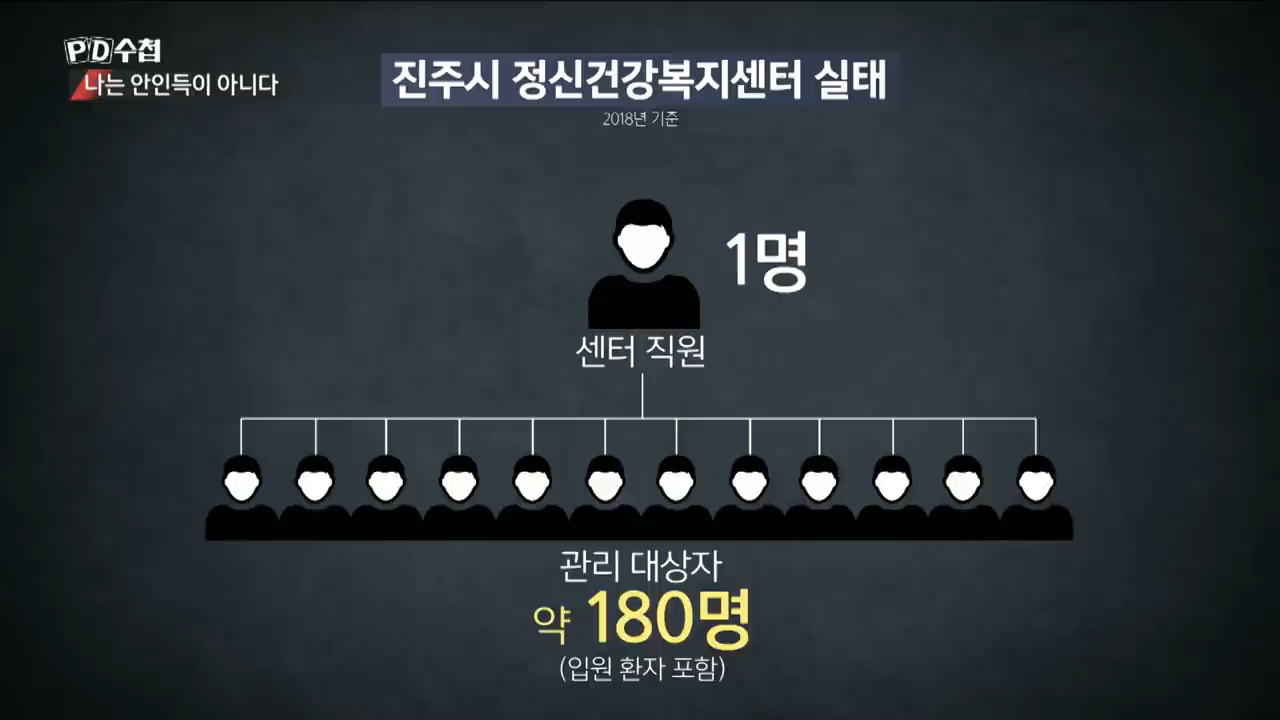 PD수첩
나는 안인득이 아니다
진주시 정신건강복지센터 실태
2018년 기준
1명
센터 직원
관리 대상자
약 180명
(입원 환자 포함)